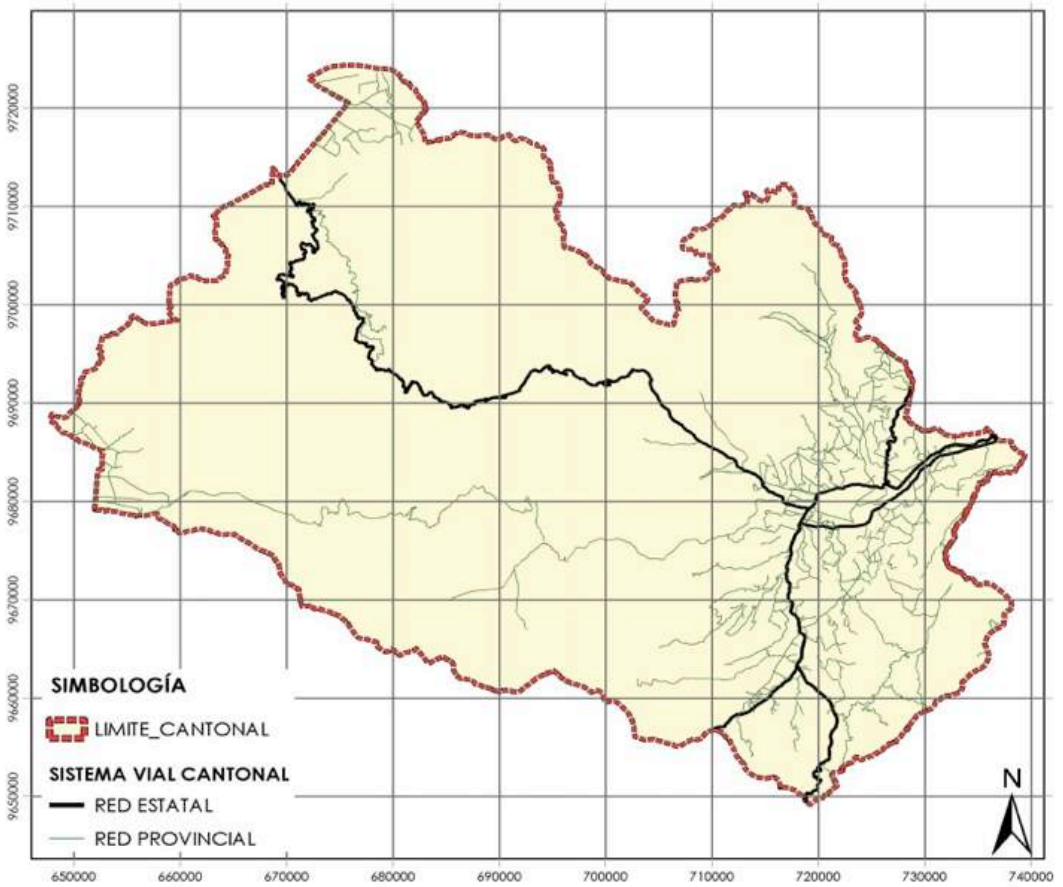 9720000
9710000
9700000
9690000
9680000
9670000
9660000
9650000
SIMBOLOGÍA
LIMITE_CANTONAL
SISTEMA VIAL CANTONAL
RED ESTATAL
RED PROVINCIAL
N
650000 660000 670000 680000 690000 700000 710000 720000 730000 740000